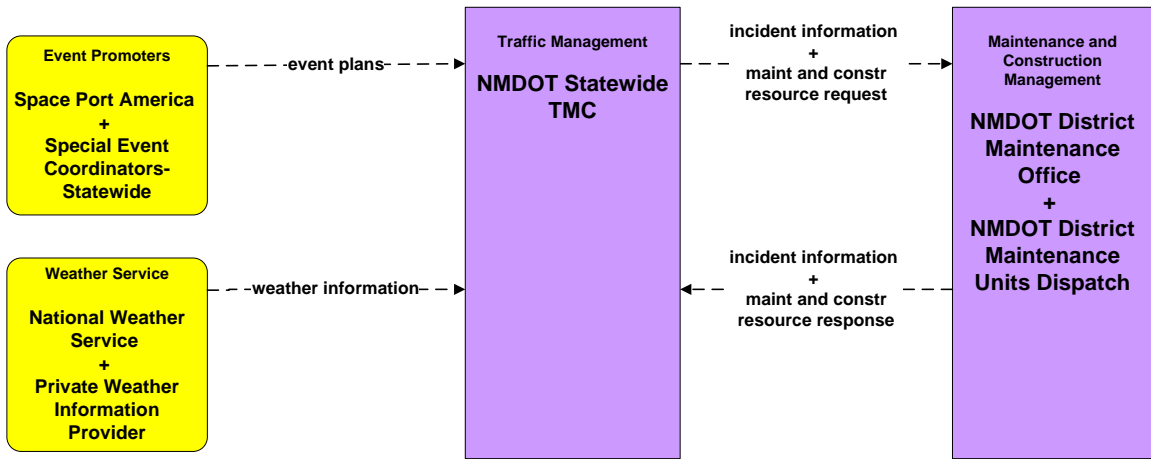 Event Promoters
Space Port America
+
Special Event
Coordinators-
Statewide
event plans
Weather Service
National Weather
Service
+
Private Weather
Information
Provider
weather information
Traffic Management
NMDOT Statewide
TMC
incident information
+
maint and constr
resource request
incident information
+
maint and constr
resource response
Maintenance and
Construction
Management
NMDOT District
Maintenance
Office
+
NMDOT District
Maintenance
Units Dispatch